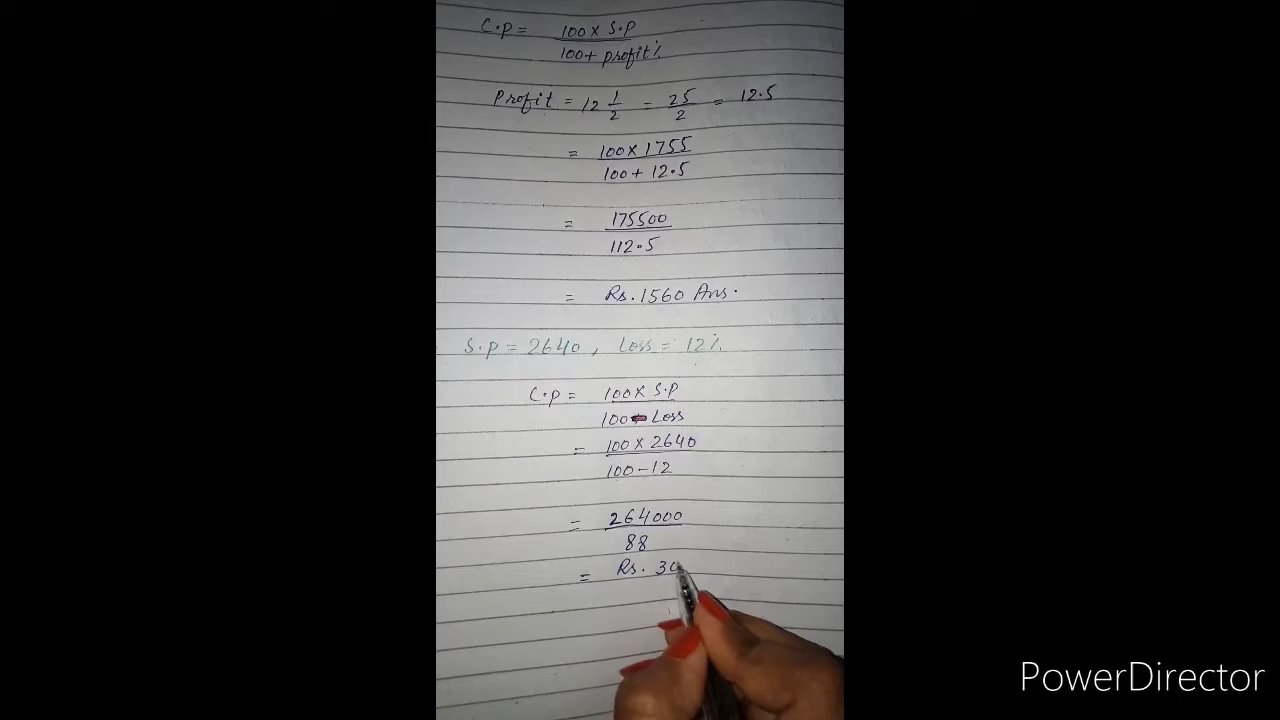 C.p = 100 x S.p
100 + profit%
Profit = 12 1/2 = 25/2 = 12.5
= 100 x 1755
100 + 12.5
= 175500
112.5
= Rs. 1560 Ans.
S.p = 2640, Loss = 12%.
C.p = 100 x S.p
100 - Loss
= 100 x 2640
100 - 12
= 264000
88
= Rs. 30
PowerDirector